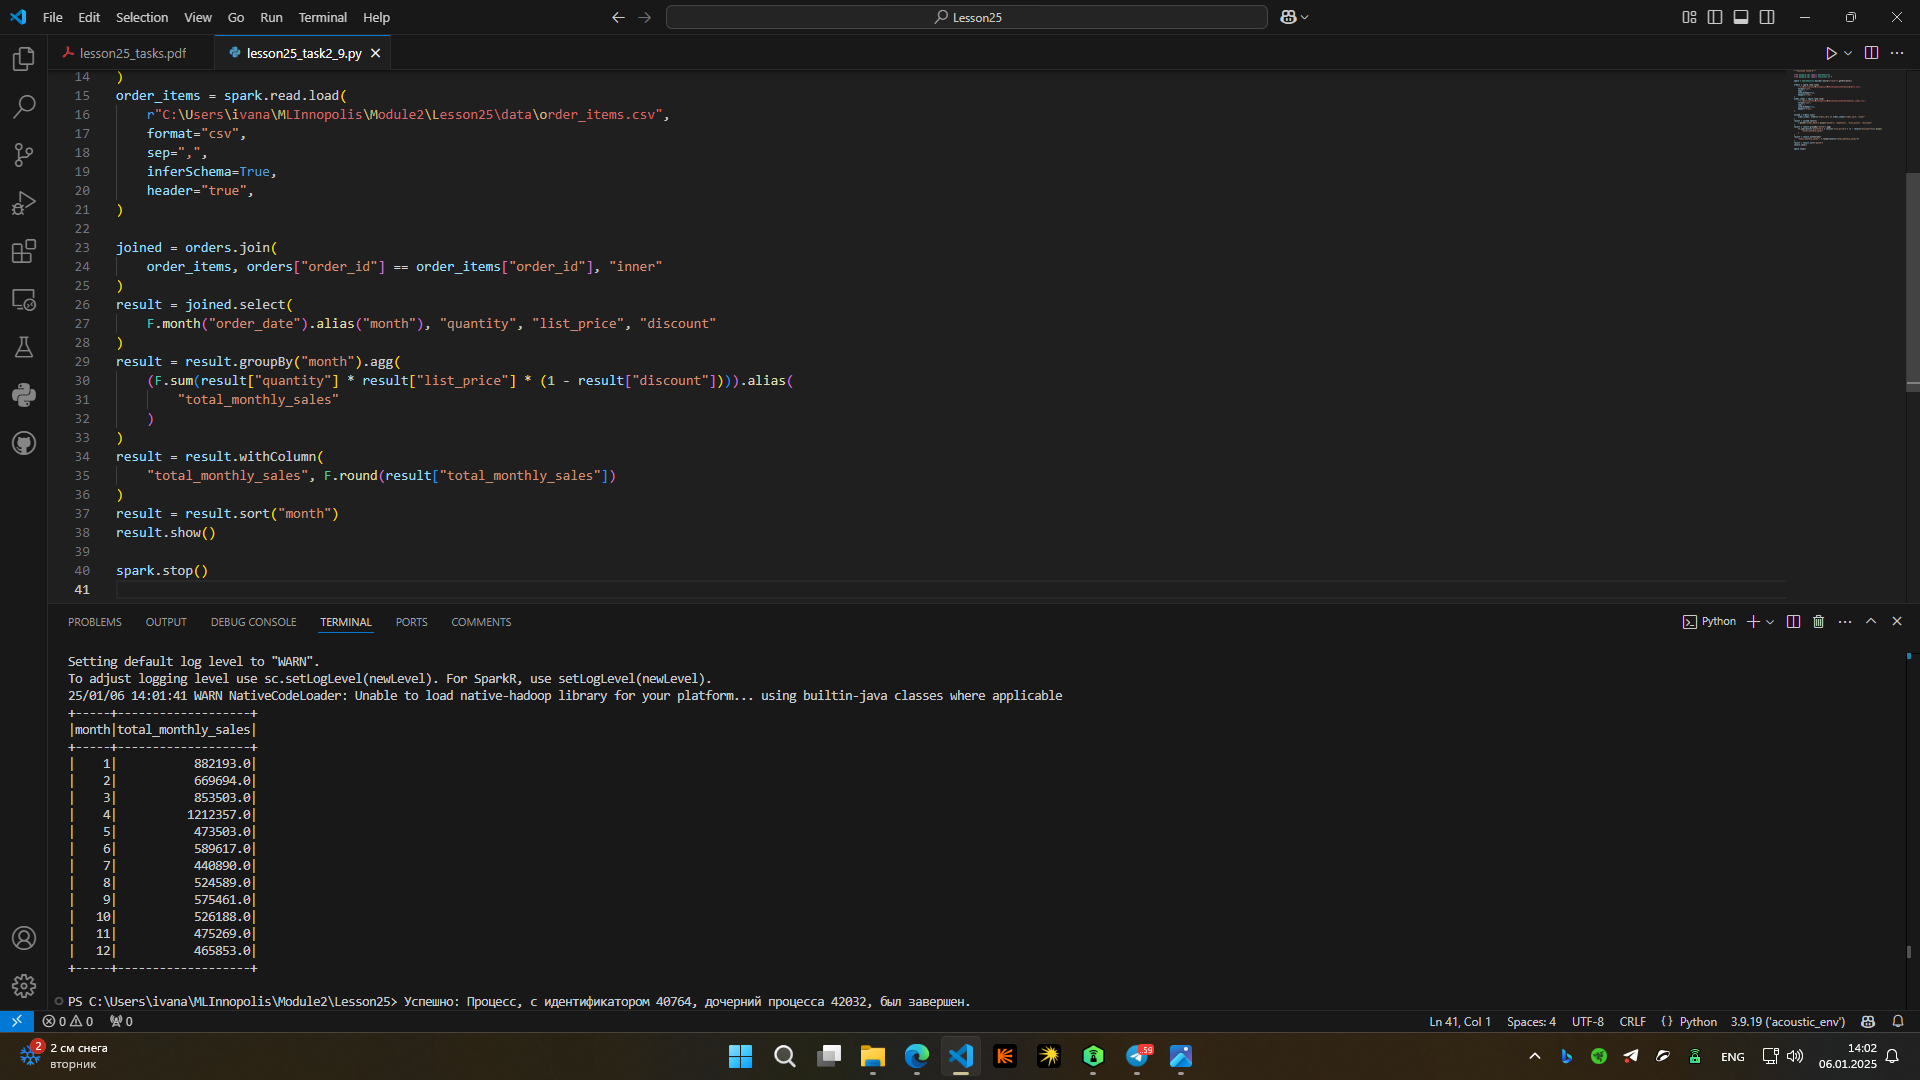 File Edit Selection View Go Run Terminal Help
Lesson25
lesson25_tasks.pdf
lesson25_task2_9.py
14 )
15 order_items = spark.read.load(
16     r"C:\Users\ivana\MLInnopolis\Module2\Lesson25\data\order_items.csv",
17     format="csv",
18     sep=",",
19     inferSchema=True,
20     header="true",
21 )
22
23 joined = orders.join(
24     order_items, orders["order_id"] == order_items["order_id"], "inner"
25 )
26 result = joined.select(
27     F.month("order_date").alias("month"), "quantity", "list_price", "discount"
28 )
29 result = result.groupBy("month").agg(
30     (F.sum(result["quantity"] * result["list_price"] * (1 - result["discount"]))).alias(
31         "total_monthly_sales"
32     )
33 )
34 result = result.withColumn(
35     "total_monthly_sales", F.round(result["total_monthly_sales"])
36 )
37 result = result.sort("month")
38 result.show()
39
40 spark.stop()
41
PROBLEMS OUTPUT DEBUG CONSOLE TERMINAL PORTS COMMENTS
Python
Setting default log level to "WARN".
To adjust logging level use sc.setLogLevel(newLevel). For SparkR, use setLogLevel(newLevel).
25/01/06 14:01:41 WARN NativeCodeLoader: Unable to load native-hadoop library for your platform... using builtin-java classes where applicable
+-----+-------------------+
|month|total_monthly_sales|
+-----+-------------------+
|    1|           882193.0|
|    2|           669694.0|
|    3|           853503.0|
|    4|          1212357.0|
|    5|           473503.0|
|    6|           589617.0|
|    7|           440890.0|
|    8|           524589.0|
|    9|           575461.0|
|   10|           526188.0|
|   11|           475269.0|
|   12|           465853.0|
+-----+-------------------+
PS C:\Users\ivana\MLInnopolis\Module2\Lesson25> Успешно: Процесс, с идентификатором 40764, дочерний процесса 42032, был завершен.
0 0 0
Ln 41, Col 1 Spaces: 4 UTF-8 CRLF {} Python 3.9.19 ('acoustic_env')
2
2 см снега
вторник
59
ENG
14:02
06.01.2025